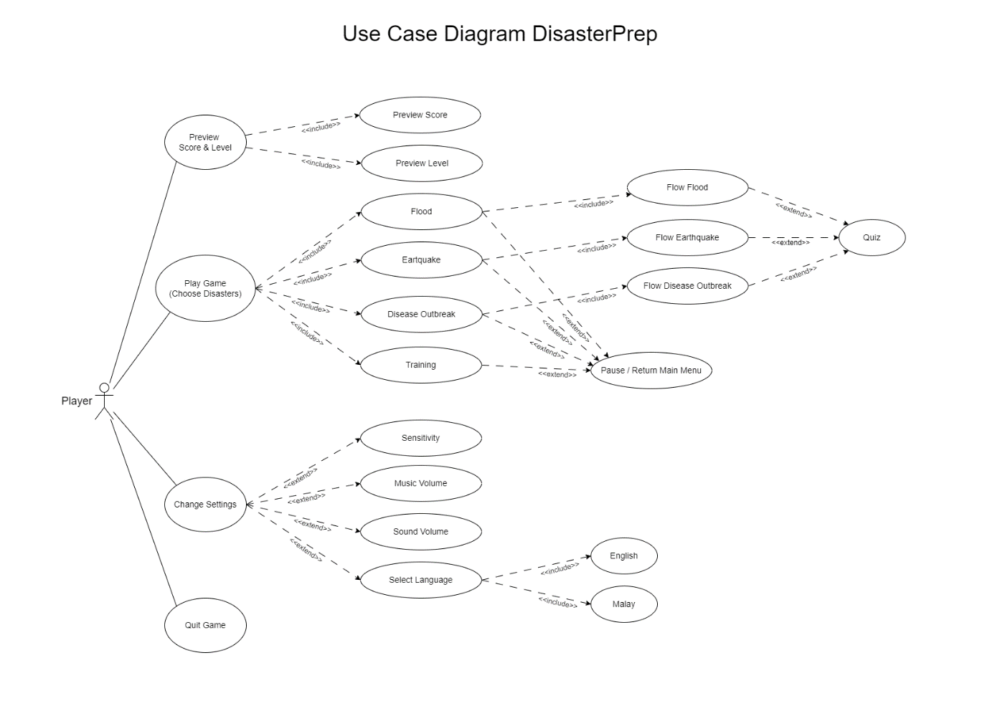 Use Case Diagram DisasterPrep
Preview Score
<<include>>
Preview
Score & Level
Preview Level
<<include>>
Flow Flood
<<extend>>
Flood
<<include>>
Flow Earthquake
Quiz
<<extend>>
<<include>>
<<include>>
Eartquake
<<include>>
Flow Disease Outbreak
<<extend>>
Play Game
(Choose Disasters)
<<include>>
<<include>>
Disease Outbreak
<<include>>
<<extend>>
<<extend>>
<<extend>>
Training
Pause / Return Main Menu
<<extend>>
Player
Sensitivity
<<extend>>
Music Volume
<<extend>>
Change Settings
<<extend>>
Sound Volume
<<extend>>
English
<<include>>
Select Language
<<include>>
Malay
Quit Game